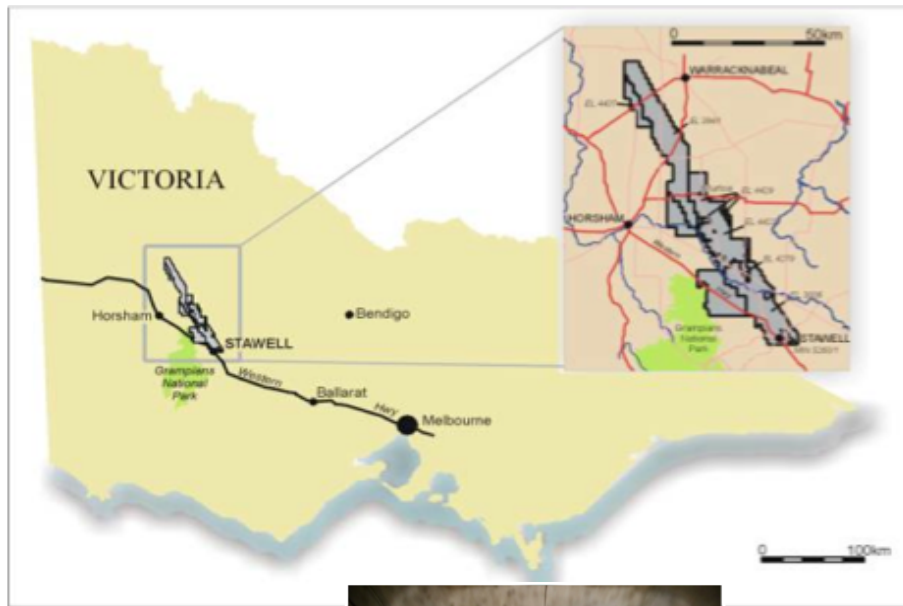 VICTORIA
Horsham
STAWELL
Grampians
National
Park
Bendigo
Western
Ballarat
Hwy
Melbourne
0 100km
0 50km
WARRACKNABEAL
HORSHAM
Western
Grampians
National
Park
STAWELL